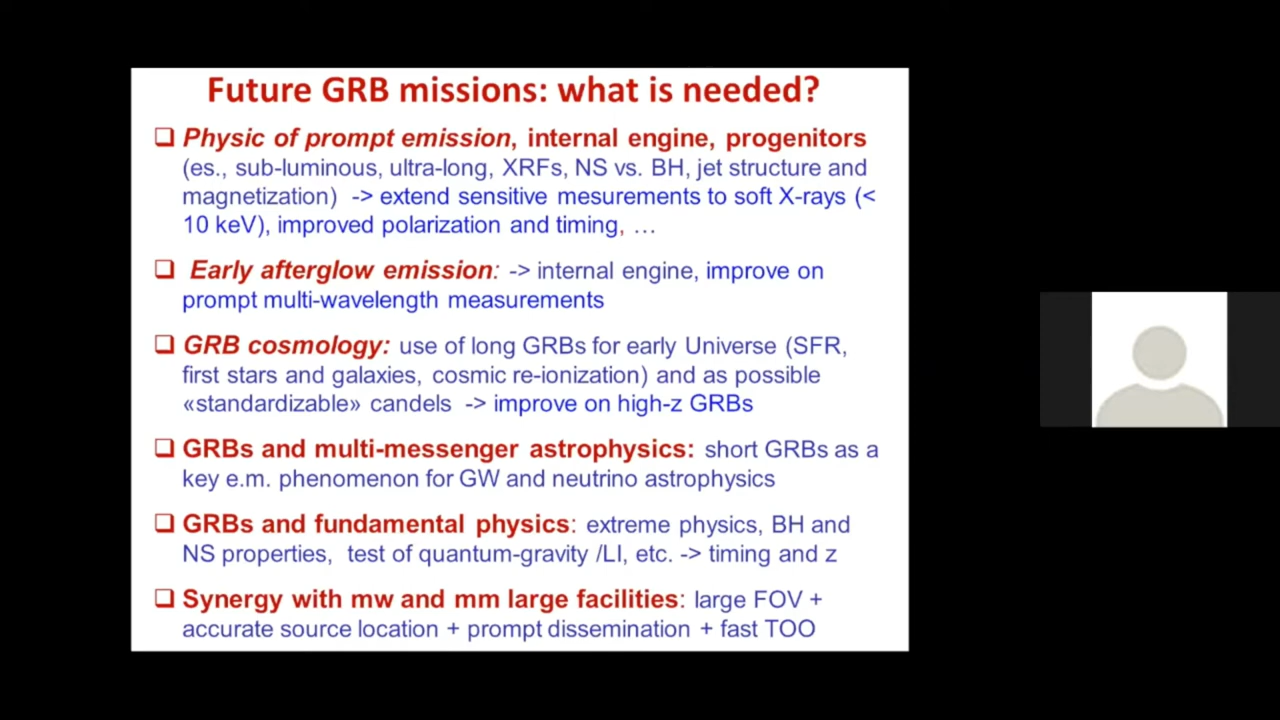 Future GRB missions: what is needed?
Physic of prompt emission, internal engine, progenitors
(es., sub-luminous, ultra-long, XRFs, NS vs. BH, jet structure and
magnetization) -> extend sensitive mesurements to soft X-rays (<
10 keV), improved polarization and timing, …
Early afterglow emission: -> internal engine, improve on
prompt multi-wavelength measurements
GRB cosmology: use of long GRBs for early Universe (SFR,
first stars and galaxies, cosmic re-ionization) and as possible
«standardizable» candels -> improve on high-z GRBs
GRBs and multi-messenger astrophysics: short GRBs as a
key e.m. phenomenon for GW and neutrino astrophysics
GRBs and fundamental physics: extreme physics, BH and
NS properties, test of quantum-gravity /LI, etc. -> timing and z
Synergy with mw and mm large facilities: large FOV +
accurate source location + prompt dissemination + fast TOO